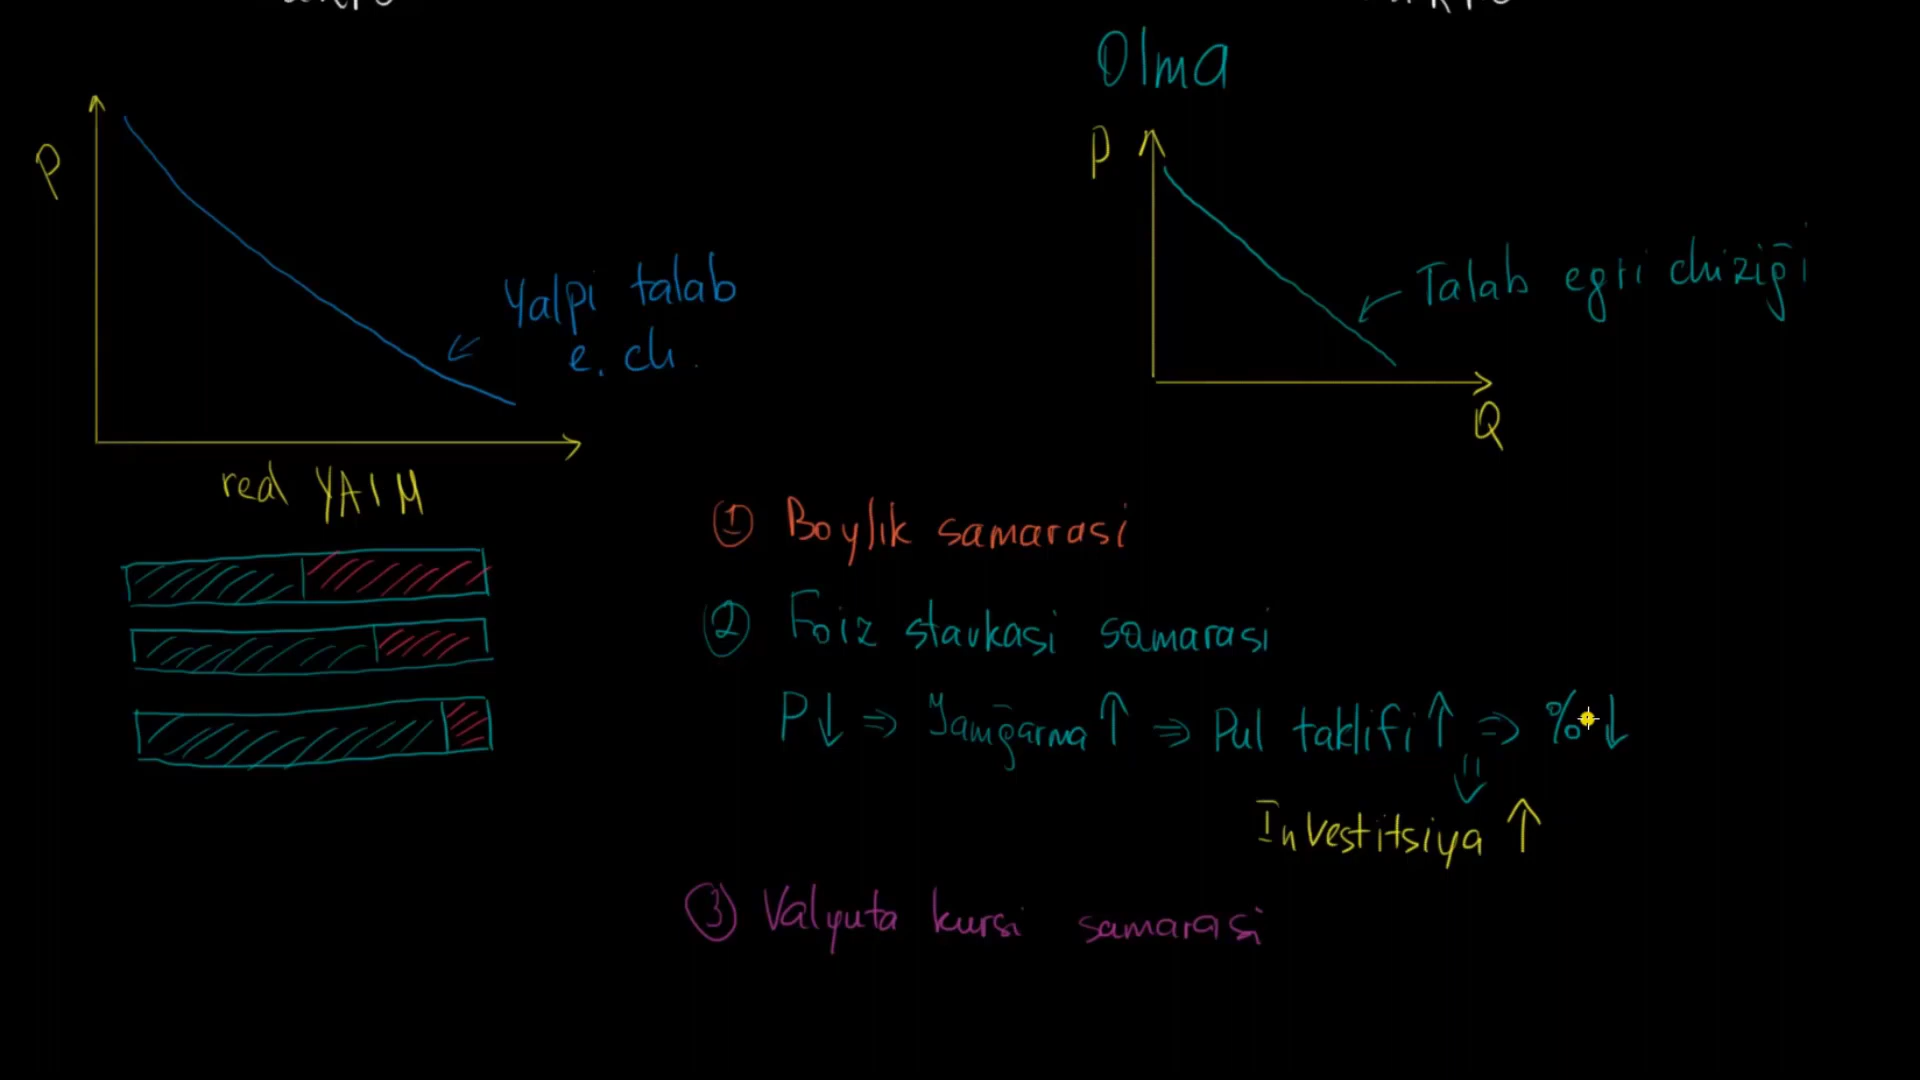 Olma
P
P
Talab egri chizig̅i
Yalpi talab
e. ch.
Q
real YAIM
① Boylik samarasi
② Foiz stavkasi samarasi
P↓ ⇒ Jamg̅arma ↑ ⇒ Pul taklifi ↑ ⇒ % ↓
⇓
Investitsiya ↑
③ Valyuta kursi samarasi